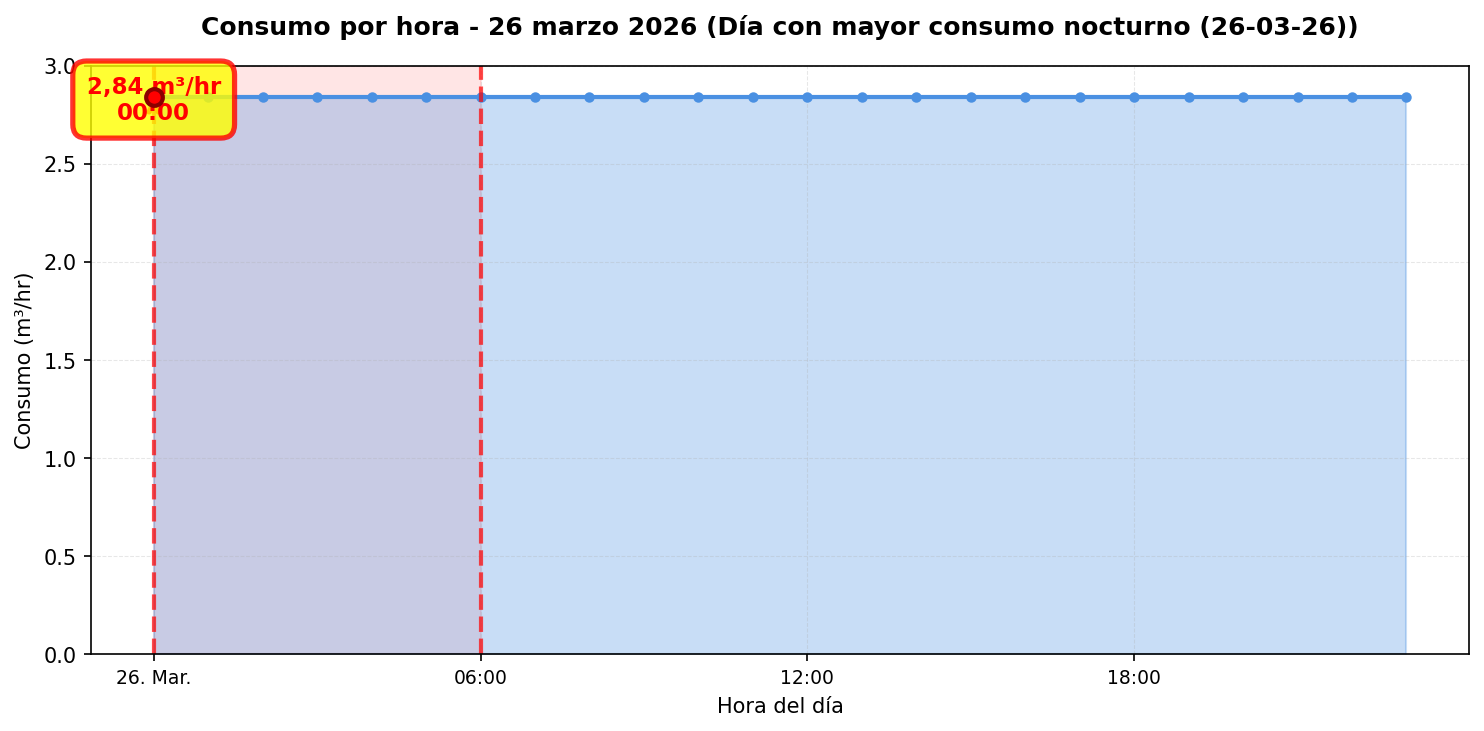 Consumo por hora - 26 marzo 2026 (Día con mayor consumo nocturno (26-03-26))
3.0
2,84 m³/hr
00:00
2.5
2.0
1.5
1.0
0.5
0.0
Consumo (m³/hr)
26. Mar.
06:00
12:00
18:00
Hora del día